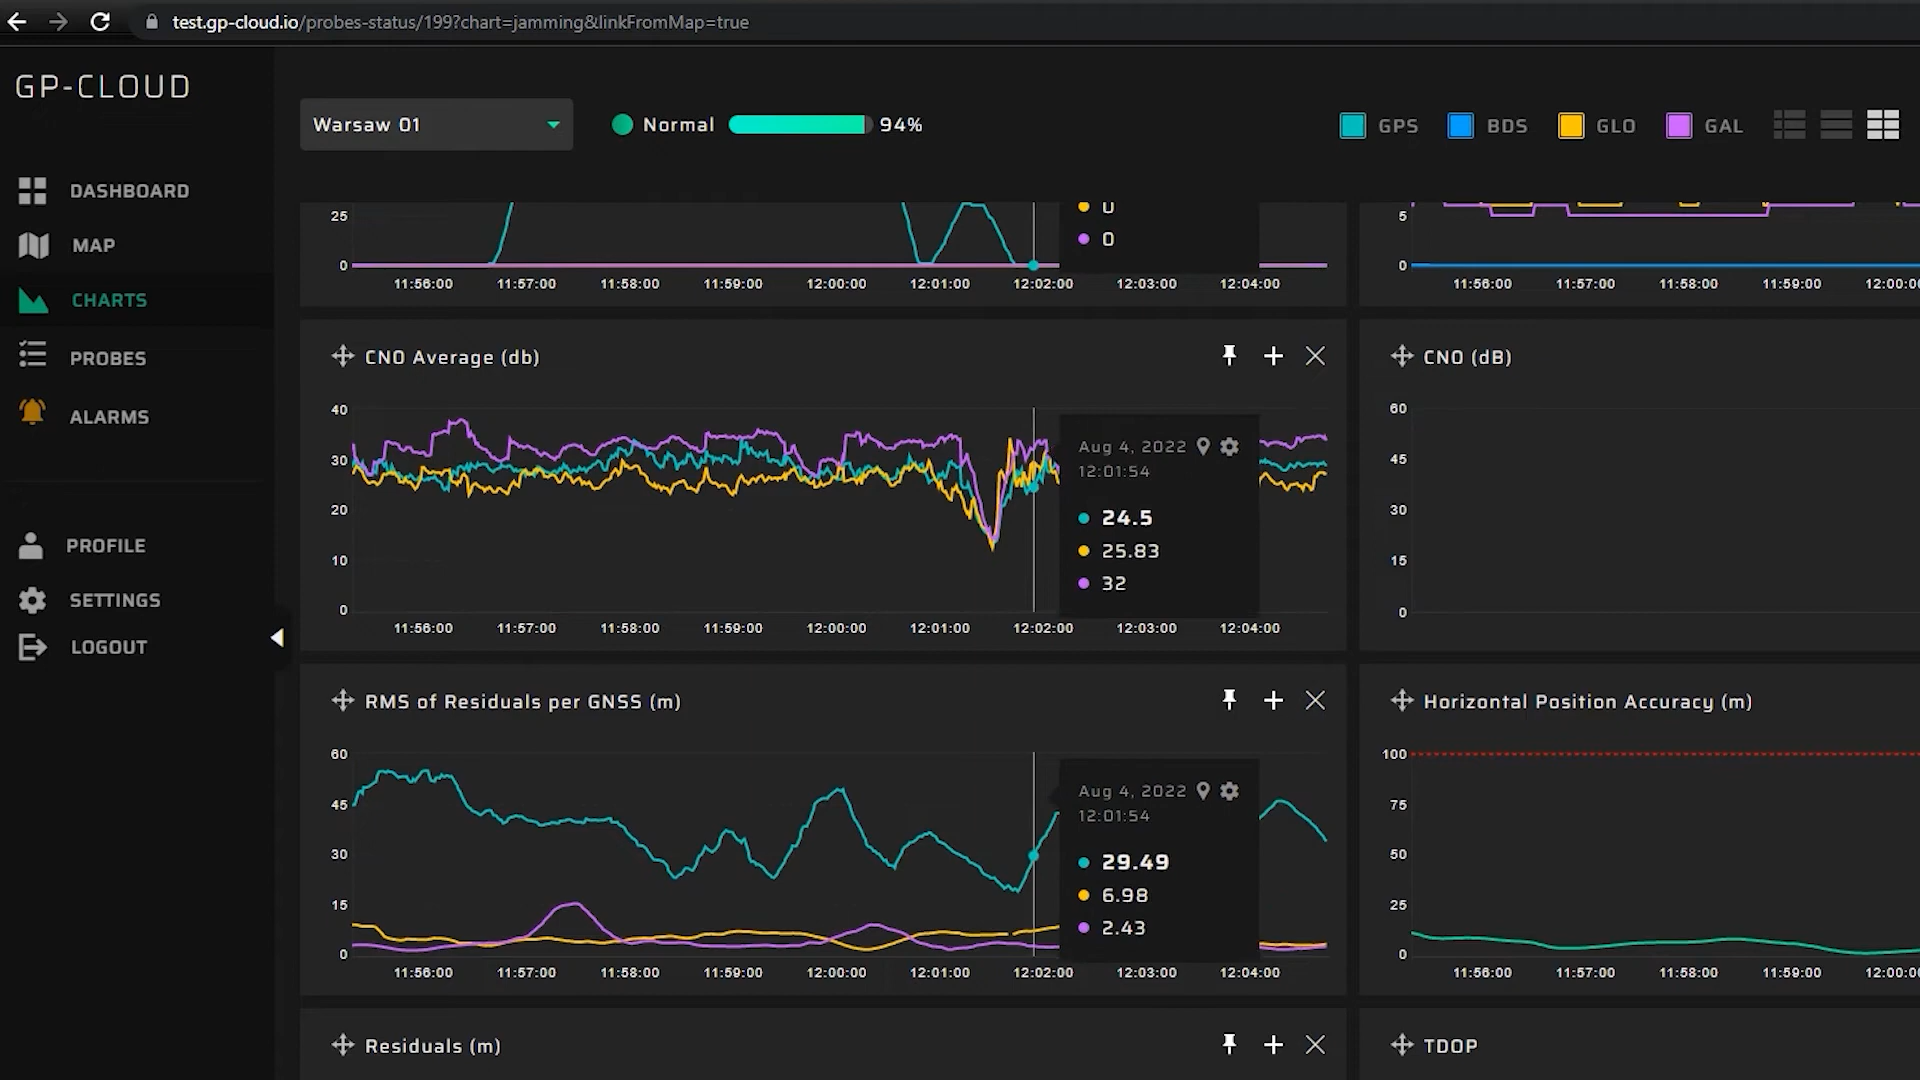 test.gp-cloud.io/probes-status/199?chart=jamming&linkFromMap=true
GP-CLOUD
Warsaw 01
Normal
94%
GPS
BDS
GLO
GAL
DASHBOARD
MAP
CHARTS
PROBES
ALARMS
PROFILE
SETTINGS
LOGOUT
25
0
0
0
11:56:00 11:57:00 11:58:00 11:59:00 12:00:00 12:01:00 12:02:00 12:03:00 12:04:00
5
0
11:56:00 11:57:00 11:58:00 11:59:00 12:00:00
CNO Average (db)
40
30
20
10
0
Aug 4, 2022
12:01:54
24.5
25.83
32
11:56:00 11:57:00 11:58:00 11:59:00 12:00:00 12:01:00 12:02:00 12:03:00 12:04:00
CNO (dB)
60
45
30
15
0
RMS of Residuals per GNSS (m)
60
45
30
15
0
Aug 4, 2022
12:01:54
29.49
6.98
2.43
11:56:00 11:57:00 11:58:00 11:59:00 12:00:00 12:01:00 12:02:00 12:03:00 12:04:00
Horizontal Position Accuracy (m)
100
75
50
25
0
11:56:00 11:57:00 11:58:00 11:59:00 12:00:00
Residuals (m)
TDOP